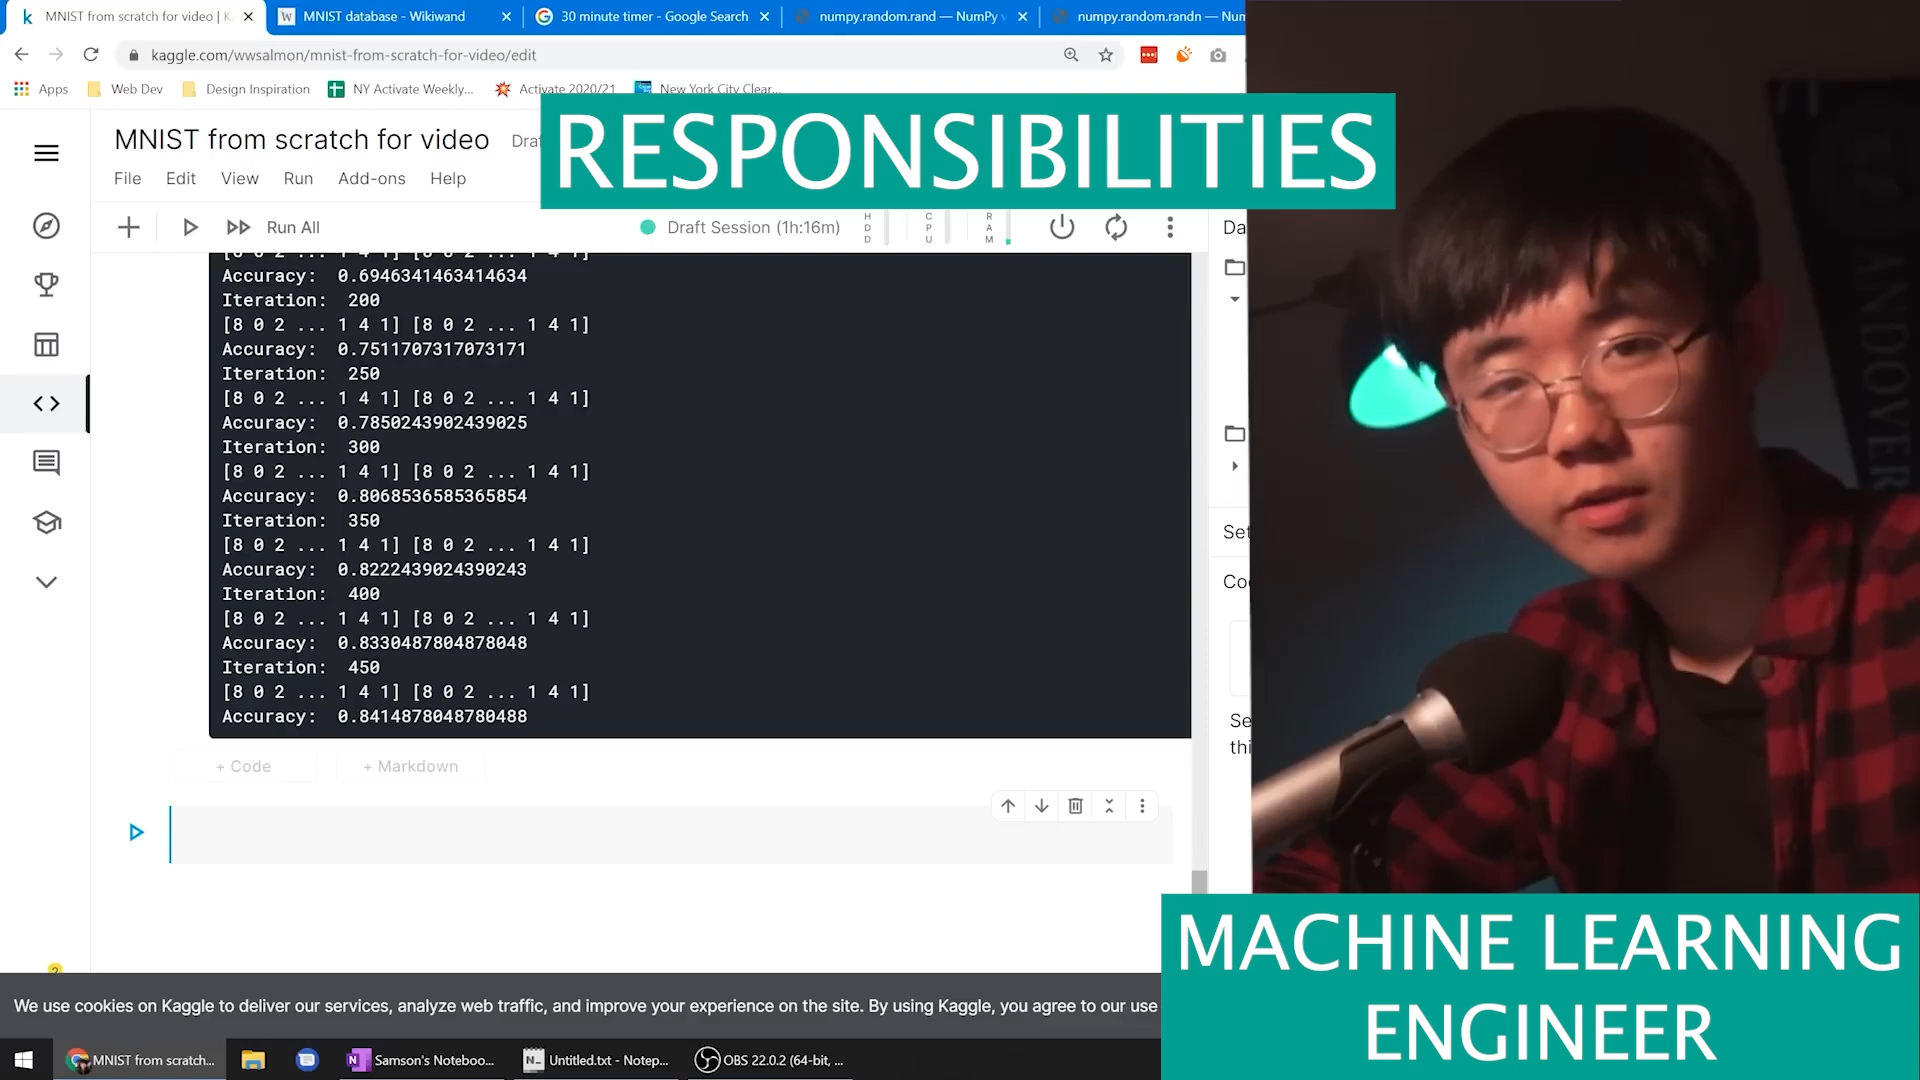 MNIST from scratch for video | K
MNIST database - Wikiwand
30 minute timer - Google Search
numpy.random.rand — NumPy
numpy.random.randn — Num
kaggle.com/wwsalmon/mnist-from-scratch-for-video/edit
Apps
Web Dev
Design Inspiration
NY Activate Weekly...
Activate 2020/21
New York City Clear...
RESPONSIBILITIES
MNIST from scratch for video
File Edit View Run Add-ons Help
Run All
Draft Session (1h:16m)
HDD
CPU
RAM
Da
Accuracy: 0.6946341463414634
Iteration: 200
[8 0 2 ... 1 4 1] [8 0 2 ... 1 4 1]
Accuracy: 0.7511707317073171
Iteration: 250
[8 0 2 ... 1 4 1] [8 0 2 ... 1 4 1]
Accuracy: 0.7850243902439025
Iteration: 300
[8 0 2 ... 1 4 1] [8 0 2 ... 1 4 1]
Accuracy: 0.8068536585365854
Iteration: 350
[8 0 2 ... 1 4 1] [8 0 2 ... 1 4 1]
Accuracy: 0.8222439024390243
Iteration: 400
[8 0 2 ... 1 4 1] [8 0 2 ... 1 4 1]
Accuracy: 0.8330487804878048
Iteration: 450
[8 0 2 ... 1 4 1] [8 0 2 ... 1 4 1]
Accuracy: 0.8414878048780488
Set
Co
Se
thi
ANDOVER
+ Code
+ Markdown
We use cookies on Kaggle to deliver our services, analyze web traffic, and improve your experience on the site. By using Kaggle, you agree to our use
MACHINE LEARNING
ENGINEER
MNIST from scratch...
Samson's Noteboo...
Untitled.txt - Notep...
OBS 22.0.2 (64-bit, ...